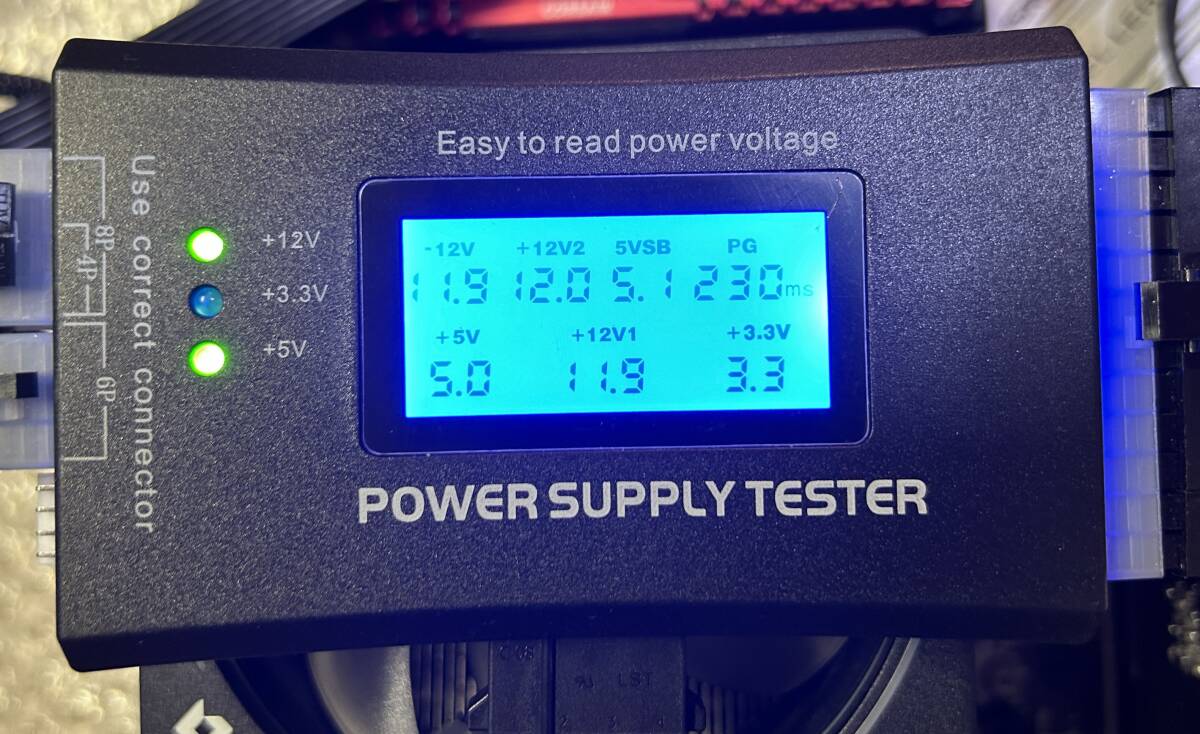 Easy to read power voltage
-12V +12V2 5VSB PG
11.9 12.0 5.1 230ms
+5V +12V1 +3.3V
5.0 11.9 3.3
POWER SUPPLY TESTER
+12V
+3.3V
+5V
Use correct connector
8P
4P
6P